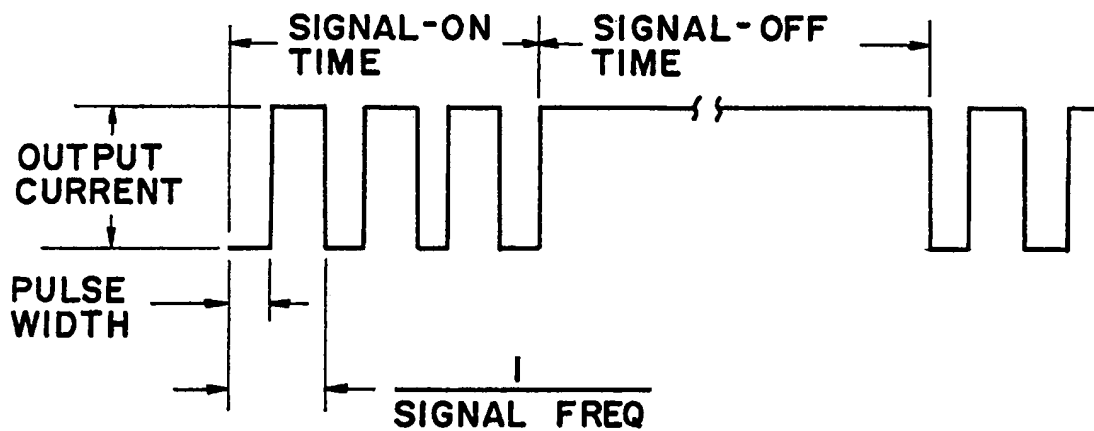 SIGNAL-ON
TIME
SIGNAL-OFF
TIME
OUTPUT
CURRENT
PULSE
WIDTH
1
SIGNAL FREQ